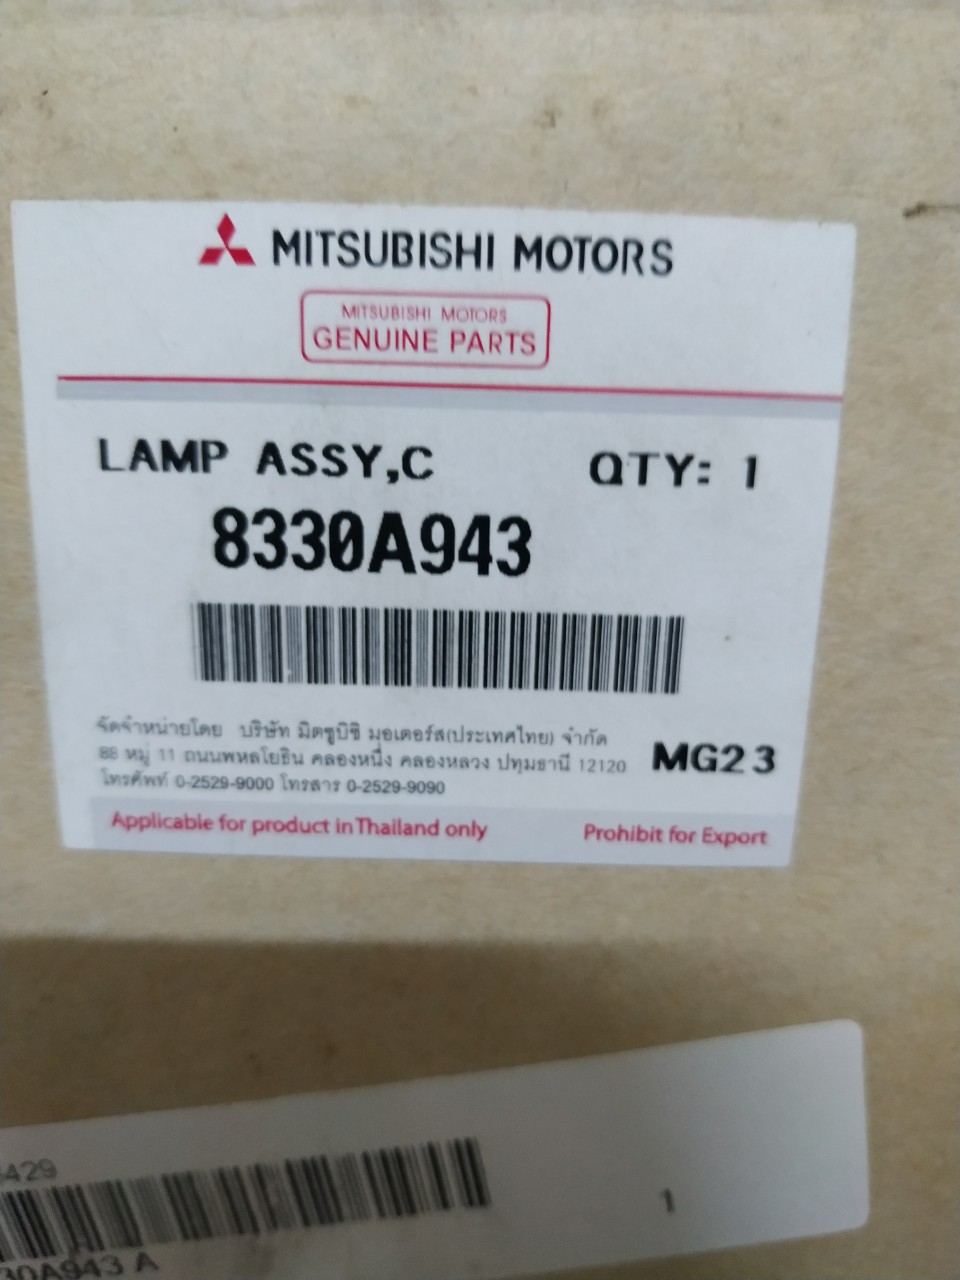 MITSUBISHI MOTORS
MITSUBISHI MOTORS
GENUINE PARTS
LAMP ASSY,C QTY: 1
8330A943
จัดจำหน่ายโดย บริษัท มิตซูบิชิ มอเตอร์ส(ประเทศไทย) จำกัด
88 หมู่ 11 ถนนพหลโยธิน คลองหนึ่ง คลองหลวง ปทุมธานี 12120
MG23
โทรศัพท์ 0-2529-9000 โทรสาร 0-2529-9090
Applicable for product in Thailand only Prohibit for Export
429
1
30A943 A